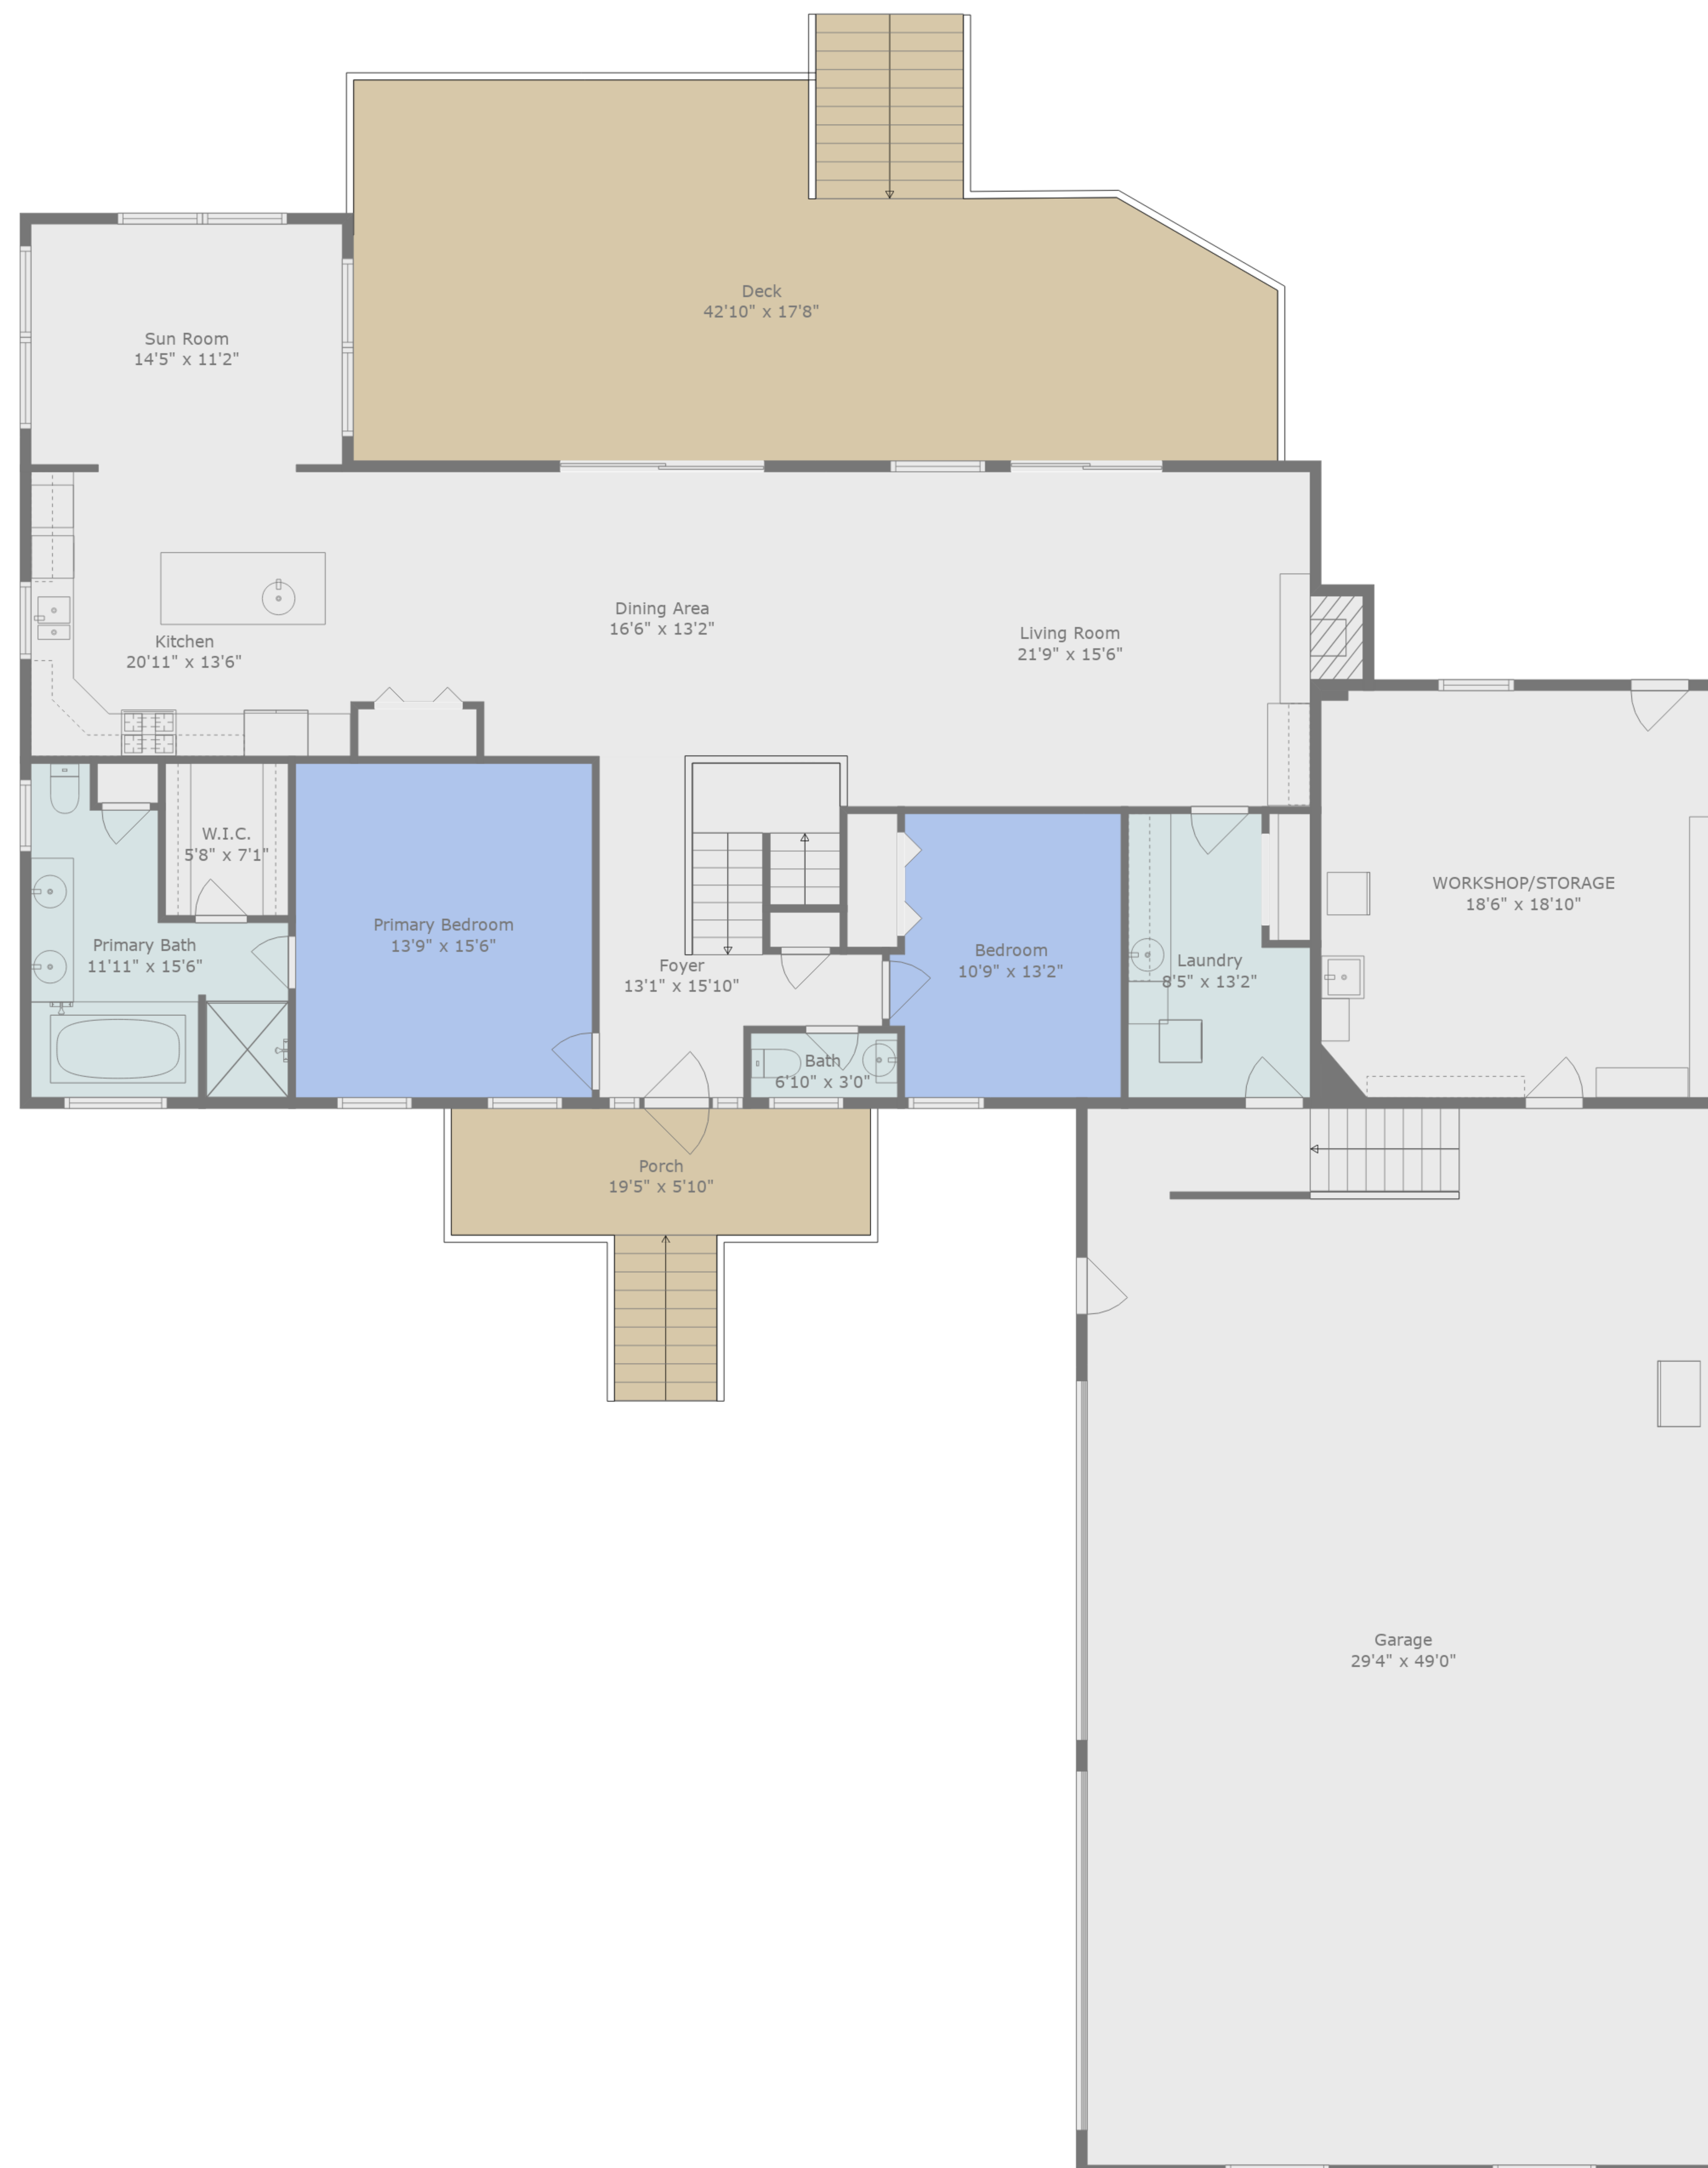 Deck
42'10" x 17'8"
Sun Room
14'5" x 11'2"
Dining Area
16'6" x 13'2"
Living Room
21'9" x 15'6"
Kitchen
20'11" x 13'6"
W.I.C.
5'8" x 7'1"
WORKSHOP/STORAGE
18'6" x 18'10"
Primary Bedroom
13'9" x 15'6"
Primary Bath
11'11" x 15'6"
Bedroom
10'9" x 13'2"
Foyer
13'1" x 15'10"
Laundry
8'5" x 13'2"
Bath
6'10" x 3'0"
Porch
19'5" x 5'10"
Garage
29'4" x 49'0"